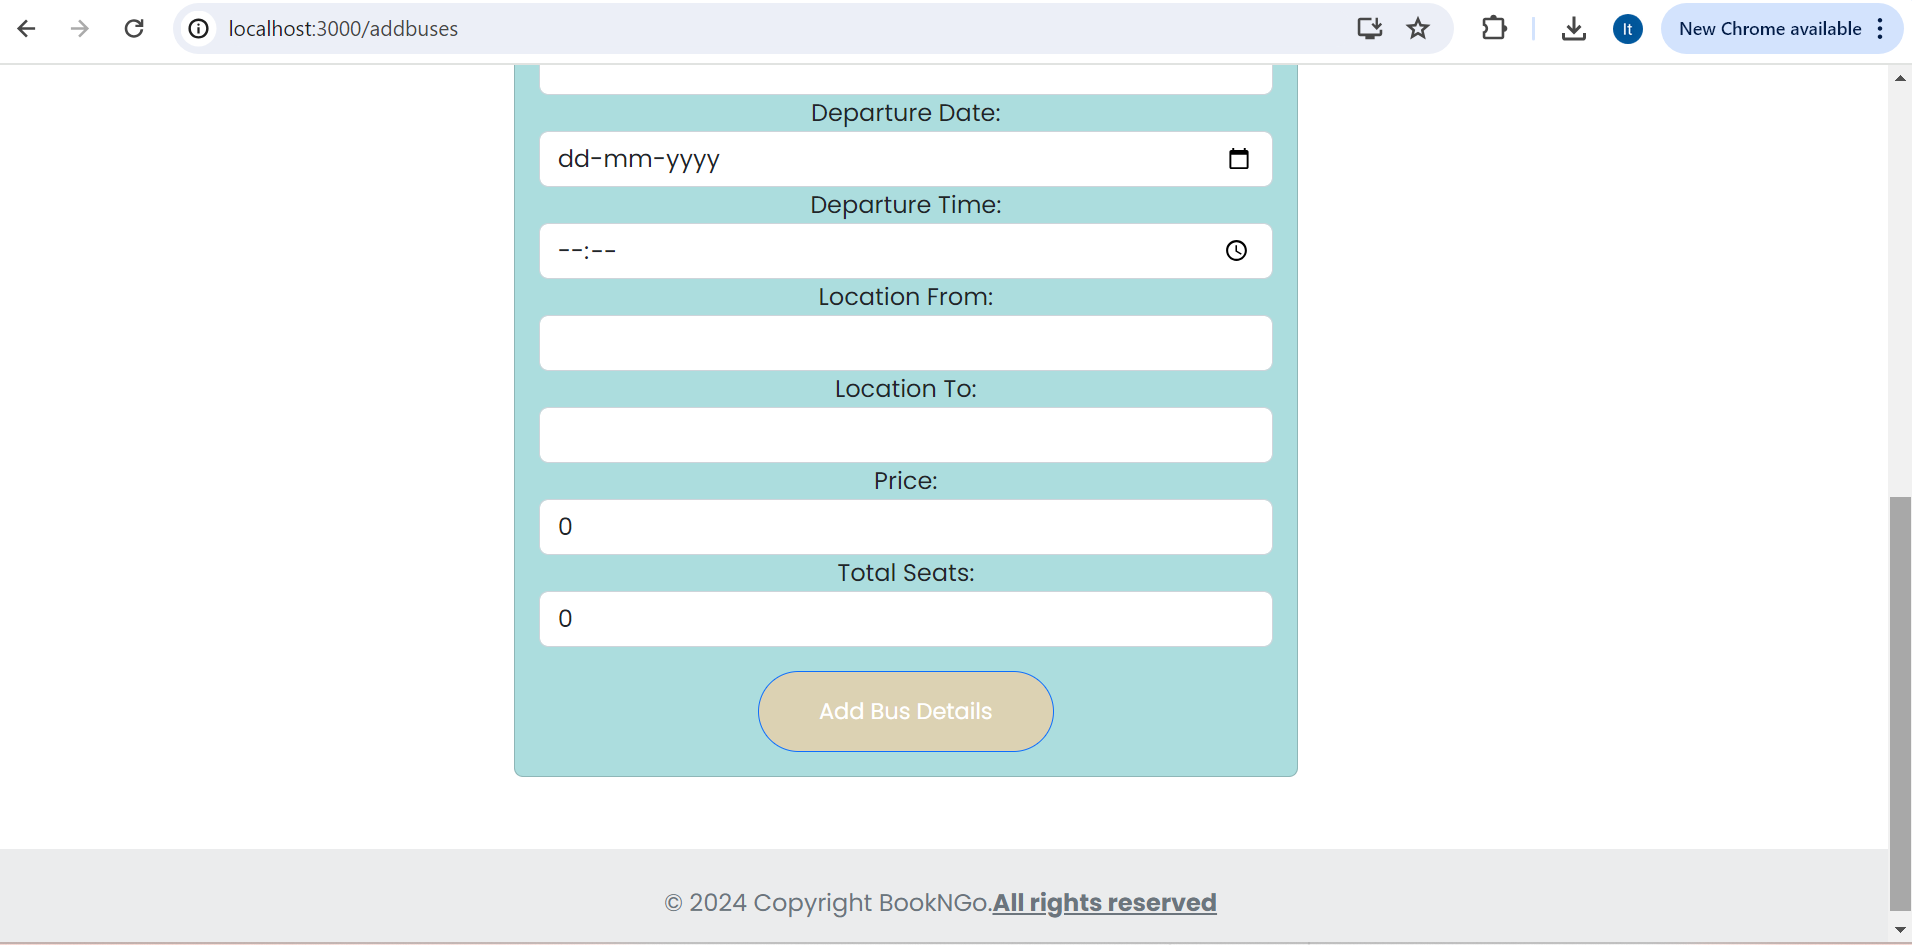 localhost:3000/addbuses
It
New Chrome available
Departure Date:
dd-mm-yyyy
Departure Time:
--:--
Location From:
Location To:
Price:
0
Total Seats:
0
Add Bus Details
© 2024 Copyright BookNGo.All rights reserved